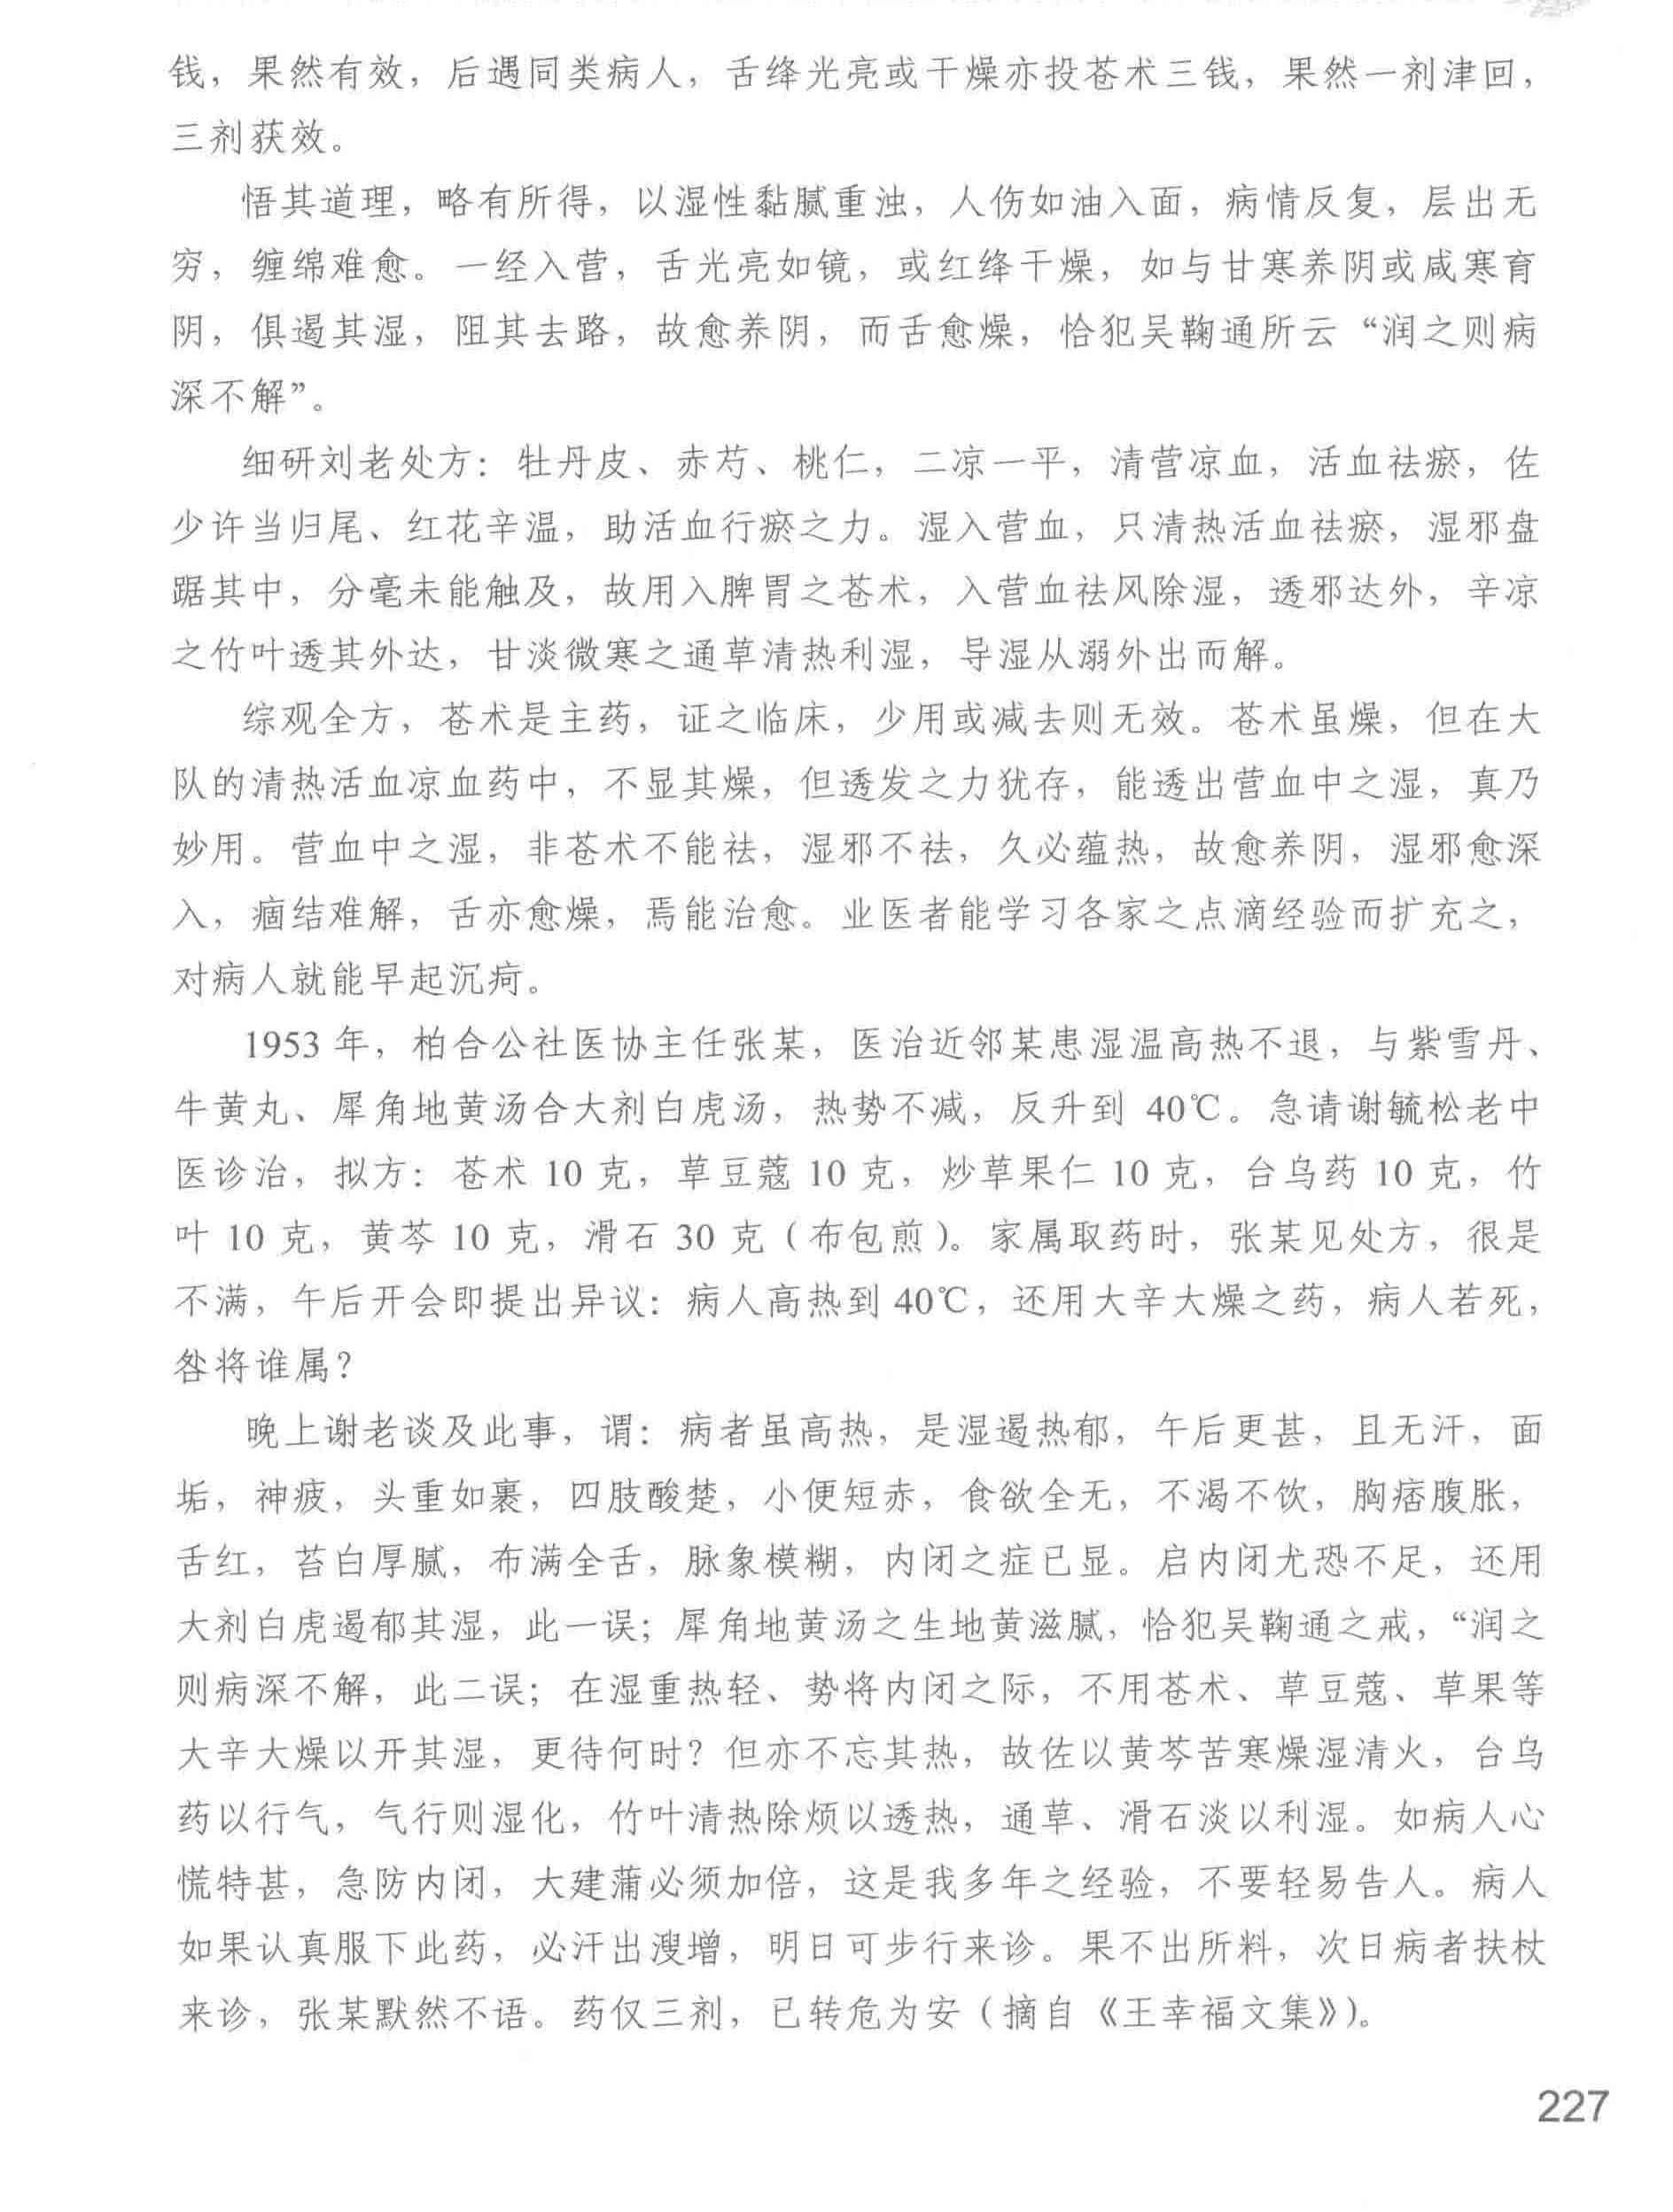 钱，果然有效，后遇同类病人，舌绛光亮或干燥亦投苍术三钱，果然一剂津回，
三剂获效。
悟其道理，略有所得，以湿性黏腻重浊，人伤如油入面，病情反复，层出无
穷，缠绵难愈。一经入营，舌光亮如镜，或红绛干燥，如与甘寒养阴或咸寒育
阴，俱遏其湿，阻其去路，故愈养阴，而舌愈燥，恰犯吴鞠通所云“润之则病
深不解”。
细研刘老处方：牡丹皮、赤芍、桃仁，二凉一平，清营凉血，活血祛瘀，佐
少许当归尾、红花辛温，助活血行瘀之力。湿入营血，只清热活血祛瘀，湿邪盘
踞其中，分毫未能触及，故用入脾胃之苍术，入营血祛风除湿，透邪达外，辛凉
之竹叶透其外达，甘淡微寒之通草清热利湿，导湿从溺外出而解。
综观全方，苍术是主药，证之临床，少用或减去则无效。苍术虽燥，但在大
队的清热活血凉血药中，不显其燥，但透发之力犹存，能透出营血中之湿，真乃
妙用。营血中之湿，非苍术不能祛，湿邪不祛，久必蕴热，故愈养阴，湿邪愈深
入，痼结难解，舌亦愈燥，焉能治愈。业医者能学习各家之点滴经验而扩充之，
对病人就能早起沉疴。
1953 年，柏合公社医协主任张某，医治近邻某患湿温高热不退，与紫雪丹、
牛黄丸、犀角地黄汤合大剂白虎汤，热势不减，反升到 40℃。急请谢毓松老中
医诊治，拟方：苍术 10 克，草豆蔻 10 克，炒草果仁 10 克，台乌药 10 克，竹
叶 10 克，黄芩 10 克，滑石 30 克（布包煎）。家属取药时，张某见处方，很是
不满，午后开会即提出异议：病人高热到 40℃，还用大辛大燥之药，病人若死，
咎将谁属？
晚上谢老谈及此事，谓：病者虽高热，是湿遏热郁，午后更甚，且无汗，面
垢，神疲，头重如裹，四肢酸楚，小便短赤，食欲全无，不渴不饮，胸痞腹胀，
舌红，苔白厚腻，布满全舌，脉象模糊，内闭之症已显。启内闭尤恐不足，还用
大剂白虎遏郁其湿，此一误；犀角地黄汤之生地黄滋腻，恰犯吴鞠通之戒，“润之
则病深不解，此二误；在湿重热轻、势将内闭之际，不用苍术、草豆蔻、草果等
大辛大燥以开其湿，更待何时？但亦不忘其热，故佐以黄芩苦寒燥湿清火，台乌
药以行气，气行则湿化，竹叶清热除烦以透热，通草、滑石淡以利湿。如病人心
慌特甚，急防内闭，大建蒲必须加倍，这是我多年之经验，不要轻易告人。病人
如果认真服下此药，必汗出溲增，明日可步行来诊。果不出所料，次日病者扶杖
来诊，张某默然不语。药仅三剂，已转危为安（摘自《王幸福文集》）。
227